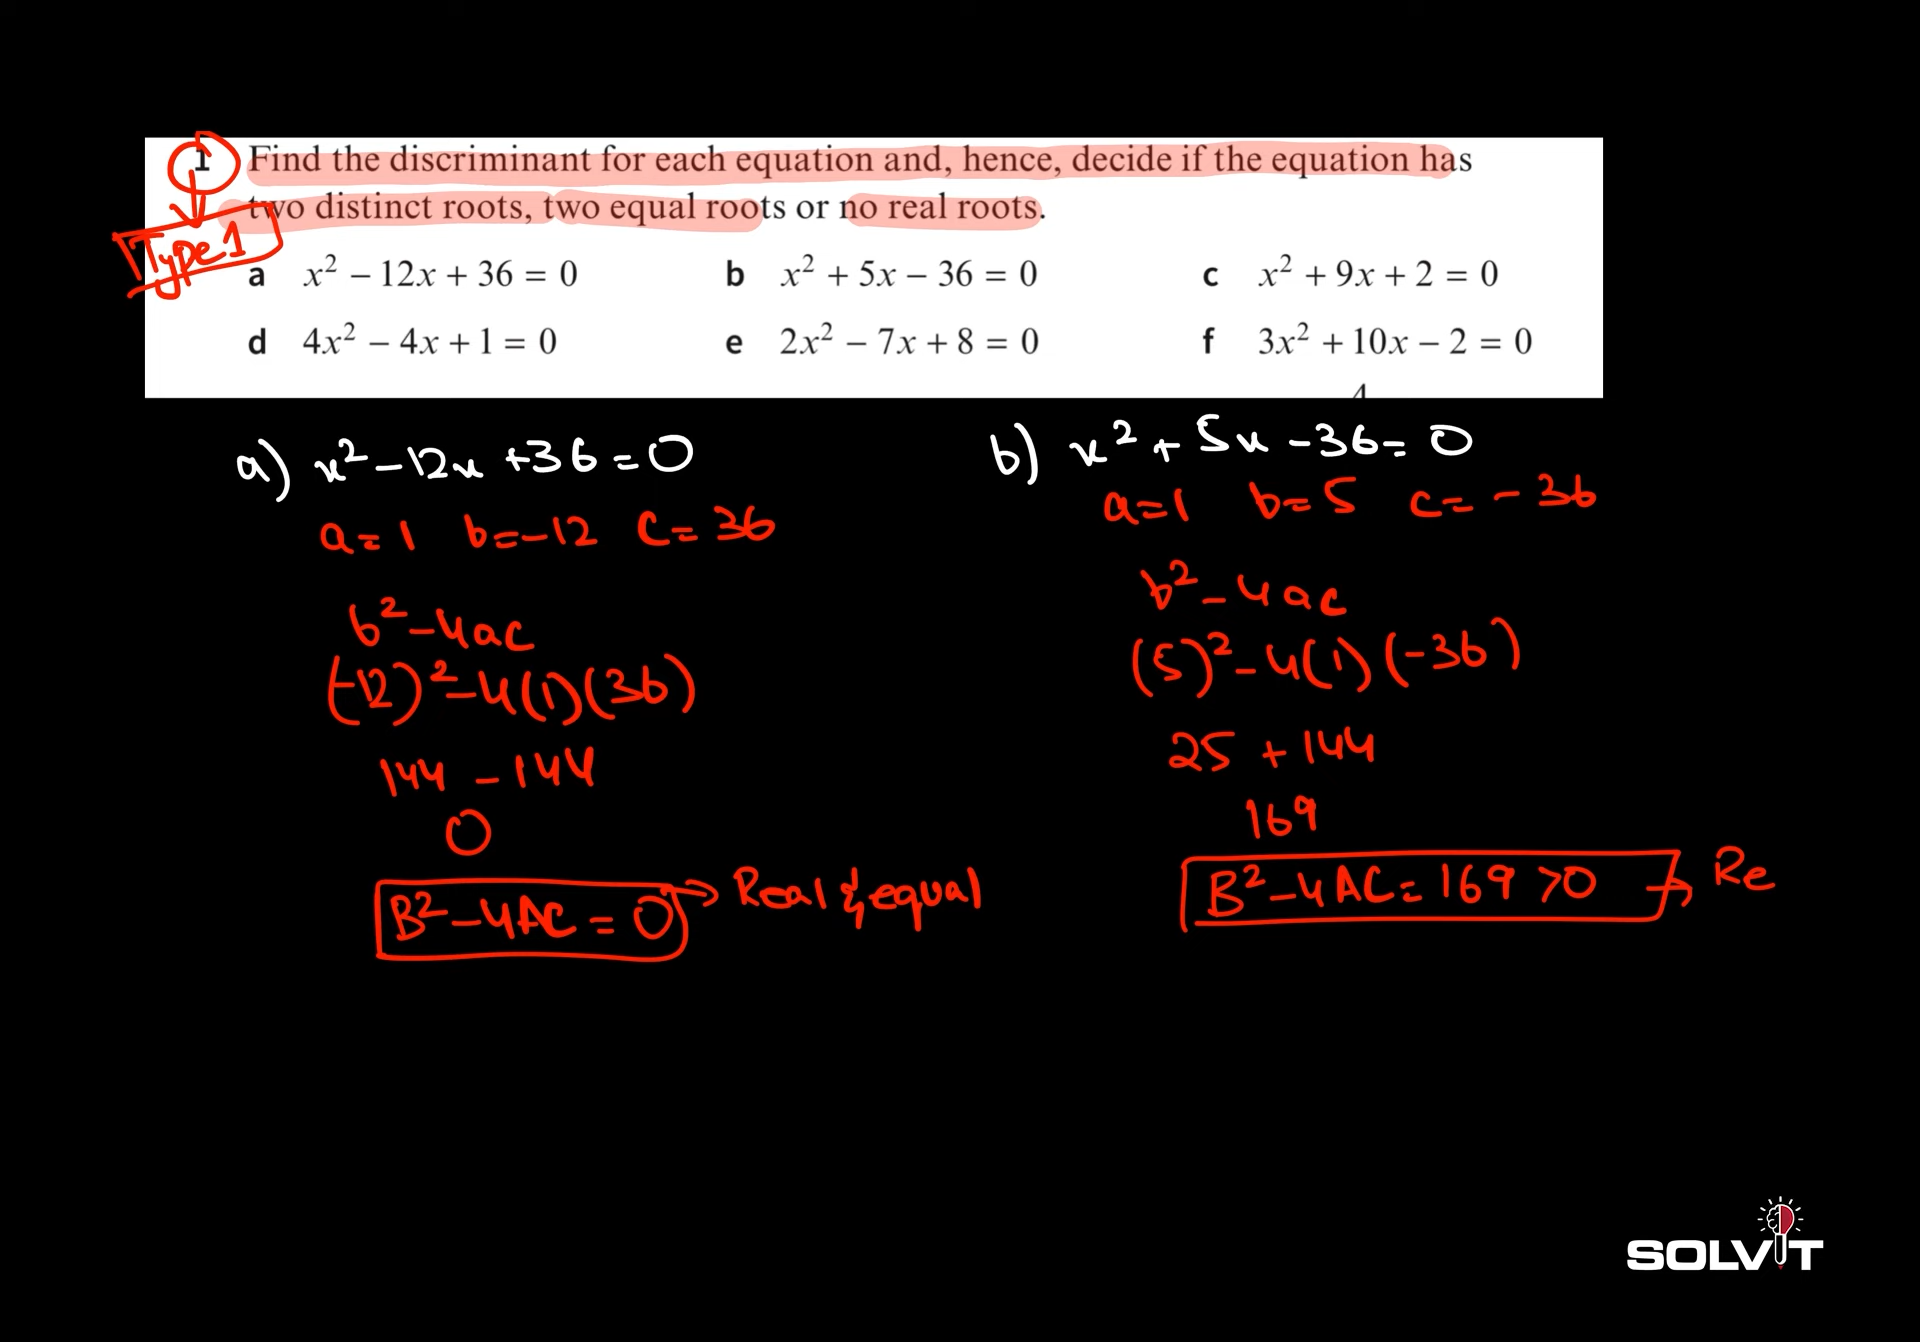 1 Find the discriminant for each equation and, hence, decide if the equation has
two distinct roots, two equal roots or no real roots.
Type 1
a x² − 12x + 36 = 0 b x² + 5x − 36 = 0 c x² + 9x + 2 = 0
d 4x² − 4x + 1 = 0 e 2x² − 7x + 8 = 0 f 3x² + 10x − 2 = 0
a) x² − 12x + 36 = 0
a = 1 b = −12 c = 36
b² − 4ac
(−12)² − 4(1)(36)
144 − 144
0
B² − 4AC = 0 → Real & equal
b) x² + 5x − 36 = 0
a = 1 b = 5 c = − 36
b² − 4ac
(5)² − 4(1)(−36)
25 + 144
169
B² − 4AC = 169 > 0 → Re
SOLVIT